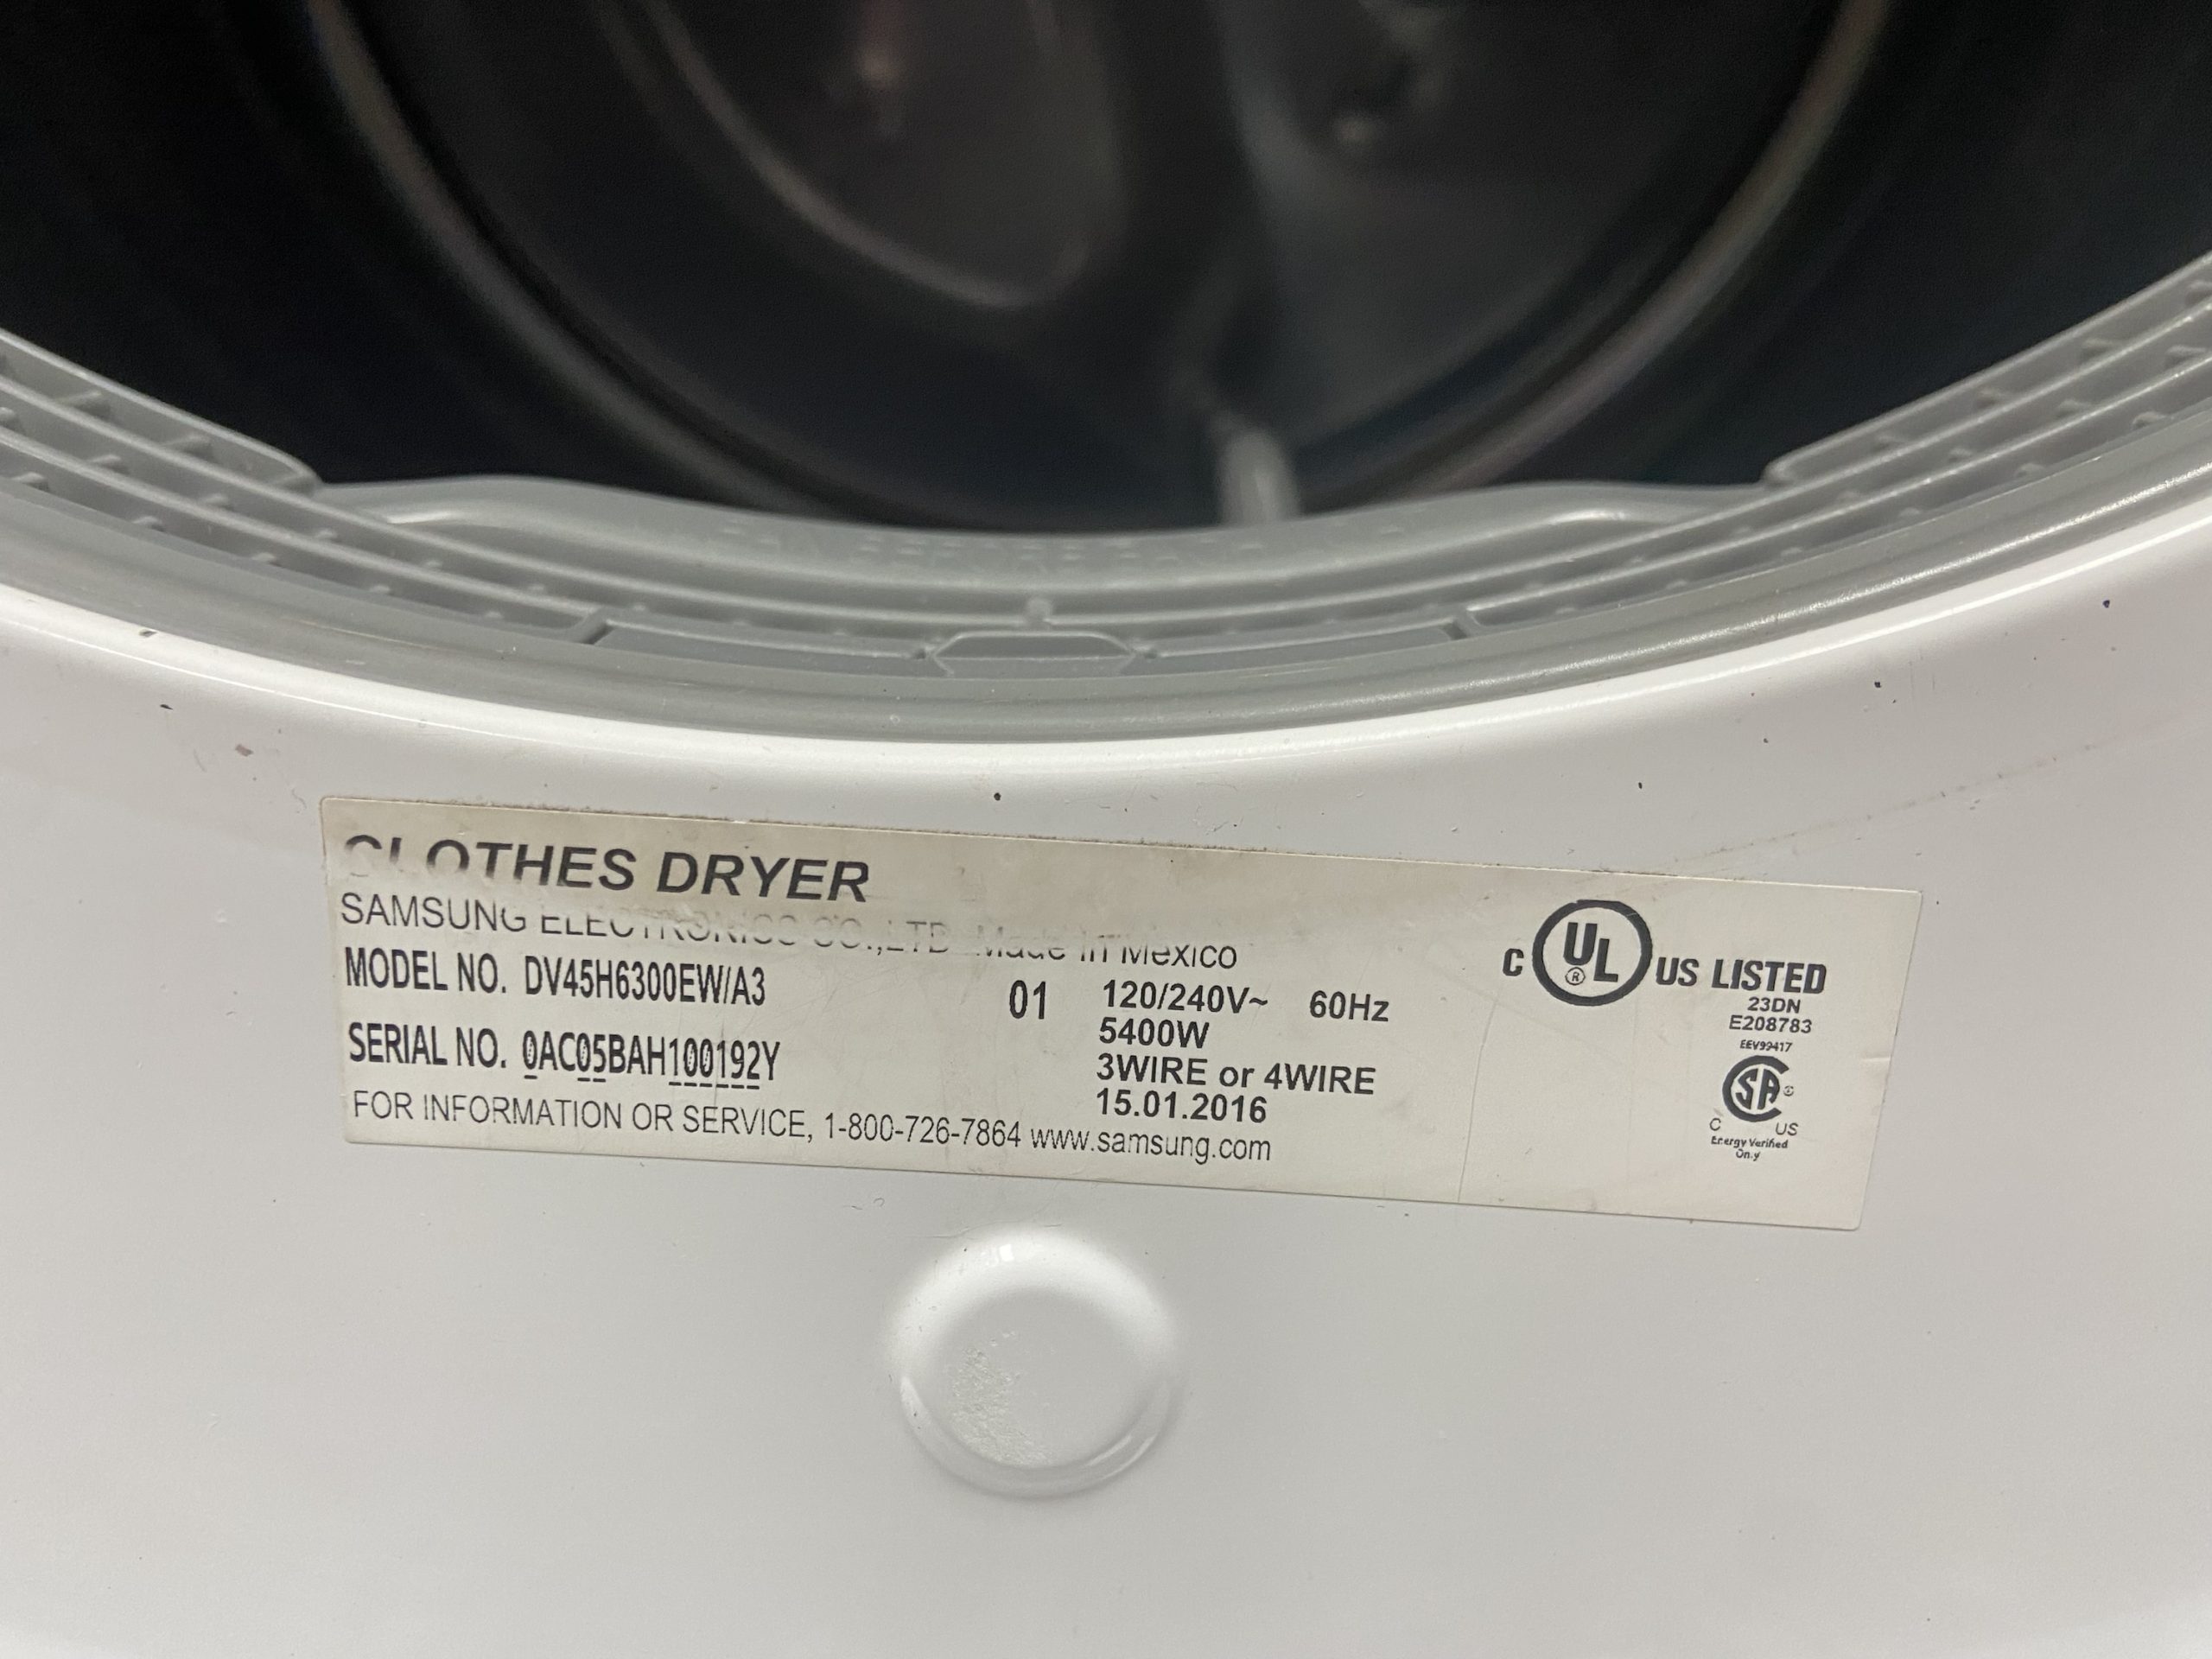 CLOTHES DRYER
SAMSUNG ELECTRONICS CO.,LTD Made in Mexico
MODEL NO. DV45H6300EW/A3
SERIAL NO. 0AC05BAH100192Y
01
120/240V~ 60Hz
5400W
3WIRE or 4WIRE
15.01.2016
FOR INFORMATION OR SERVICE, 1-800-726-7864 www.samsung.com
C UL ® US LISTED
23DN
E208783
EEV99417
SA ®
C US
Energy Verified
Only